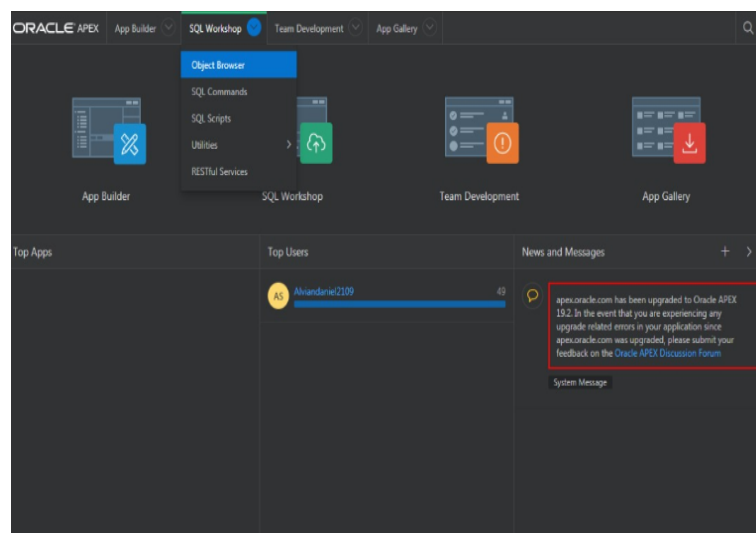 ORACLE APEX App Builder SQL Workshop Team Development App Gallery
Object Browser
SQL Commands
SQL Scripts
Utilities
RESTful Services
App Builder
SQL Workshop
Team Development
App Gallery
Top Apps
Top Users
AS Alviandaniel2109 49
News and Messages
apex.oracle.com has been upgraded to Oracle APEX
19.2. In the event that you are experiencing any
upgrade related errors in your application since
apex.oracle.com was upgraded, please submit your
feedback on the Oracle APEX Discussion Forum
System Message